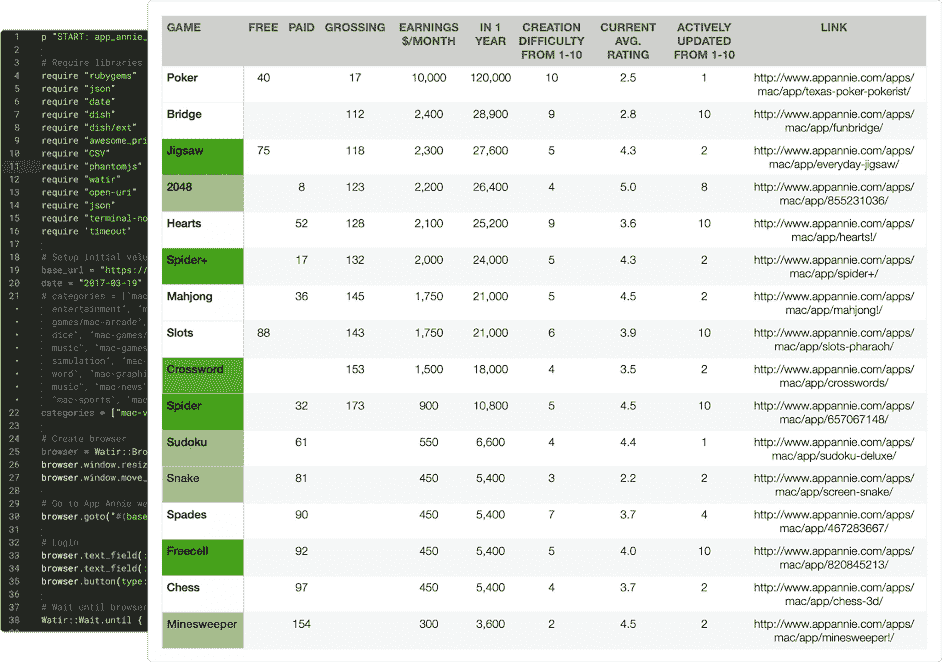 1 p "START: app_annie_
2
3 # Require libraries
4 require "rubygems"
5 require "json"
6 require "date"
7 require "dish"
8 require "dish/ext"
9 require "awesome_pri
10 require "CSV"
11 require "phantomjs"
12 require "watir"
13 require "open-uri"
14 require "json"
15 require "terminal-no
16 require 'timeout"
17
18 # Setup initial valu
19 base_url = "https://
20 date = "2017-03-19"
21 # categories = ["mac
entertainment", "m
games/mac-arcade",
dice", "mac-games/
music", "mac-games
simulation", "mac-
word", "mac-graphi
music", "mac-news"
"mac-sports", "mac
22 categories = ["mac-v
23
24 # Create browser
25 browser = Watir::Bro
26 browser.window.resiz
27 browser.window.move_
28
29 # Go to App Annie we
30 browser.goto("#{base
31
32 # Login
33 browser.text_field(:
34 browser.text_field(:
35 browser.button(type:
36
37 # Wait until browser
38 Watir::Wait.until {
GAME FREE PAID GROSSING EARNINGS $/MONTH IN 1 YEAR CREATION DIFFICULTY FROM 1-10 CURRENT AVG. RATING ACTIVELY UPDATED FROM 1-10 LINK
Poker 40 17 10,000 120,000 10 2.5 1 http://www.appannie.com/apps/
mac/app/texas-poker-pokerist/
Bridge 112 2,400 28,900 9 2.8 10 http://www.appannie.com/apps/
mac/app/funbridge/
Jigsaw 75 118 2,300 27,600 5 4.3 2 http://www.appannie.com/apps/
mac/app/everyday-jigsaw/
2048 8 123 2,200 26,400 4 5.0 8 http://www.appannie.com/apps/
mac/app/855231036/
Hearts 52 128 2,100 25,200 9 3.6 10 http://www.appannie.com/apps/
mac/app/hearts!/
Spider+ 17 132 2,000 24,000 5 4.3 2 http://www.appannie.com/apps/
mac/app/spider+/
Mahjong 36 145 1,750 21,000 5 4.5 2 http://www.appannie.com/apps/
mac/app/mahjong!/
Slots 88 143 1,750 21,000 6 3.9 10 http://www.appannie.com/apps/
mac/app/slots-pharaoh/
Crossword 153 1,500 18,000 4 3.5 2 http://www.appannie.com/apps/
mac/app/crosswords/
Spider 32 173 900 10,800 5 4.5 10 http://www.appannie.com/apps/
mac/app/657067148/
Sudoku 61 550 6,600 4 4.4 1 http://www.appannie.com/apps/
mac/app/sudoku-deluxe/
Snake 81 450 5,400 3 2.2 2 http://www.appannie.com/apps/
mac/app/screen-snake/
Spades 90 450 5,400 7 3.7 4 http://www.appannie.com/apps/
mac/app/467283667/
Freecell 92 450 5,400 5 4.0 10 http://www.appannie.com/apps/
mac/app/820845213/
Chess 97 450 5,400 4 3.7 2 http://www.appannie.com/apps/
mac/app/chess-3d/
Minesweeper 154 300 3,600 2 4.5 2 http://www.appannie.com/apps/
mac/app/minesweeper!/